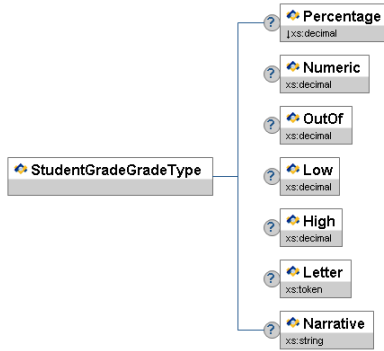 Percentage
↓xs:decimal
Numeric
xs:decimal
OutOf
xs:decimal
StudentGradeGradeType
Low
xs:decimal
High
xs:decimal
Letter
xs:token
Narrative
xs:string
?
?
?
?
?
?
?